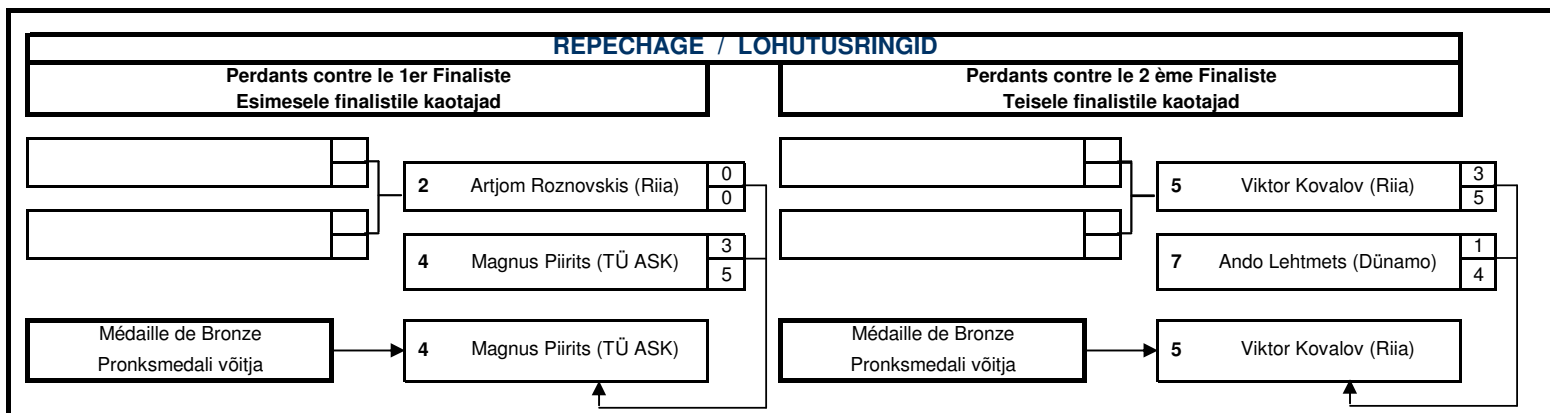 REPECHAGE / LOHUTUSRINGID
Perdants contre le 1er Finaliste
Esimesele finalistile kaotajad
Perdants contre le 2 ème Finaliste
Teisele finalistile kaotajad
2 Artjom Roznovskis (Riia) 0
0
5 Viktor Kovalov (Riia) 3
5
4 Magnus Piirits (TÜ ASK) 3
5
7 Ando Lehtmets (Dünamo) 1
4
Médaille de Bronze
Pronksmedali võitja
4 Magnus Piirits (TÜ ASK)
Médaille de Bronze
Pronksmedali võitja
5 Viktor Kovalov (Riia)